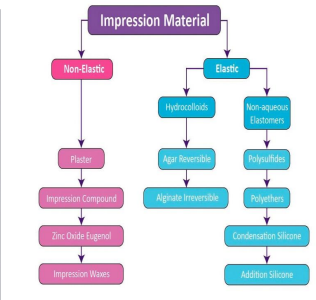 Impression Material
Non-Elastic
Elastic
Hydrocolloids
Non-aqueous
Elastomers
Plaster
Agar Reversible
Polysulfides
Impression Compound
Alginate Irreversible
Polyethers
Zinc Oxide Eugenol
Condensation Silicone
Impression Waxes
Addition Silicone